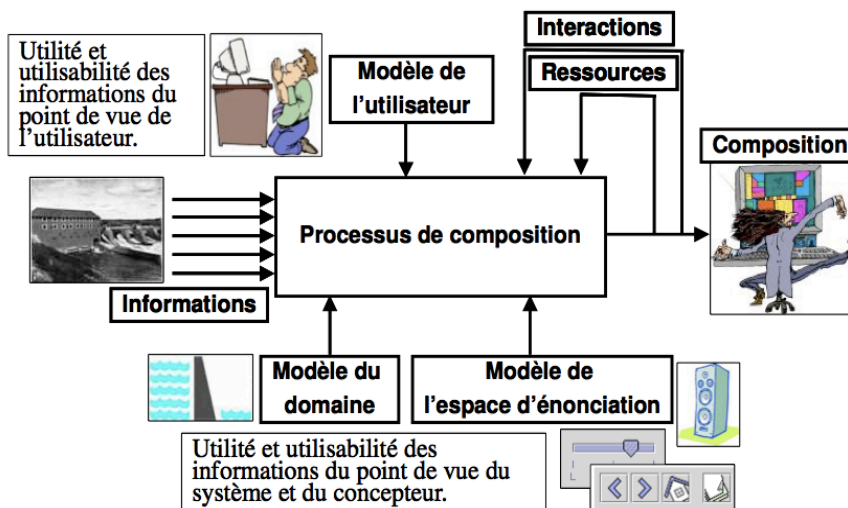 Interactions
Utilité et
utilisabilité des
informations du
point de vue de
l'utilisateur.
Modèle de
l'utilisateur
Ressources
Composition
Processus de composition
Informations
Modèle du
domaine
Modèle de
l'espace d'énonciation
Utilité et utilisabilité des
informations du point de vue du
système et du concepteur.